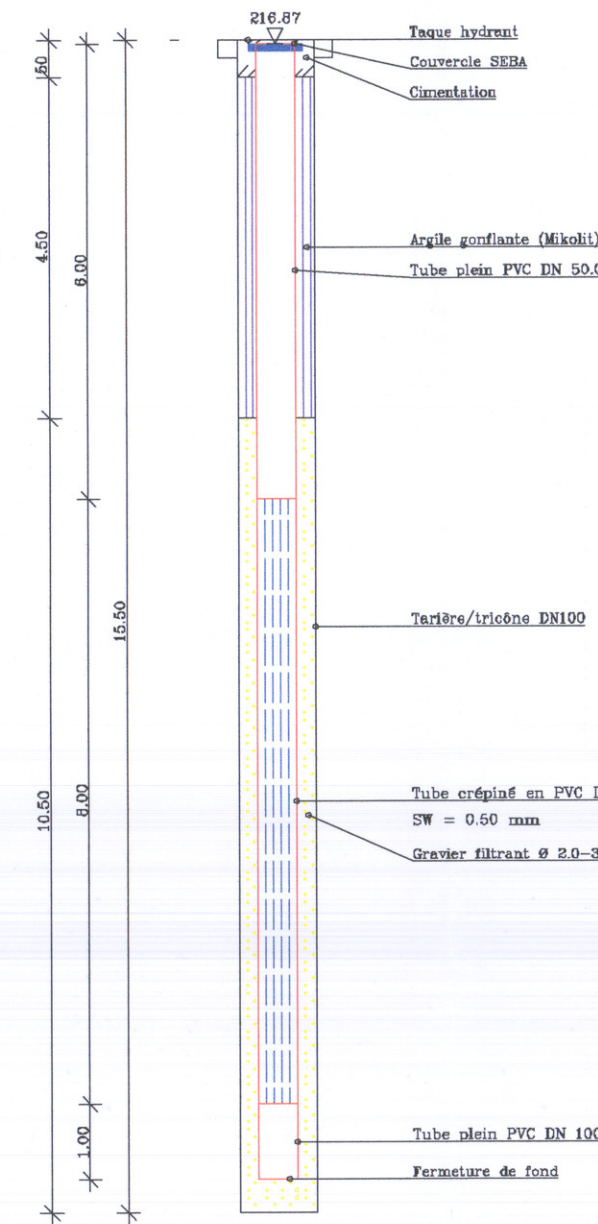 216.87
Taque hydrant
Couvercle SEBA
Cimentation
.50
4.50
6.00
Argile gonflante (Mikolit)
Tube plein PVC DN 50.0
15.50
Tarière/tricône DN100
10.50
8.00
Tube crépiné en PVC D
SW = 0.50 mm
Gravier filtrant Ø 2.0-3
1.00
Tube plein PVC DN 100
Fermeture de fond